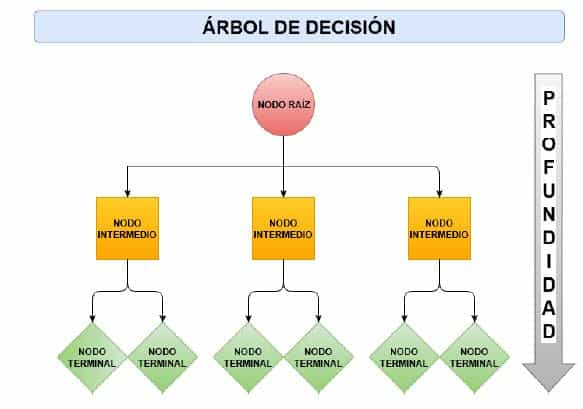 ÁRBOL DE DECISIÓN
NODO RAÍZ
NODO
INTERMEDIO
NODO
INTERMEDIO
NODO
INTERMEDIO
NODO
TERMINAL
NODO
TERMINAL
NODO
TERMINAL
NODO
TERMINAL
NODO
TERMINAL
NODO
TERMINAL
PROFUNDIDAD